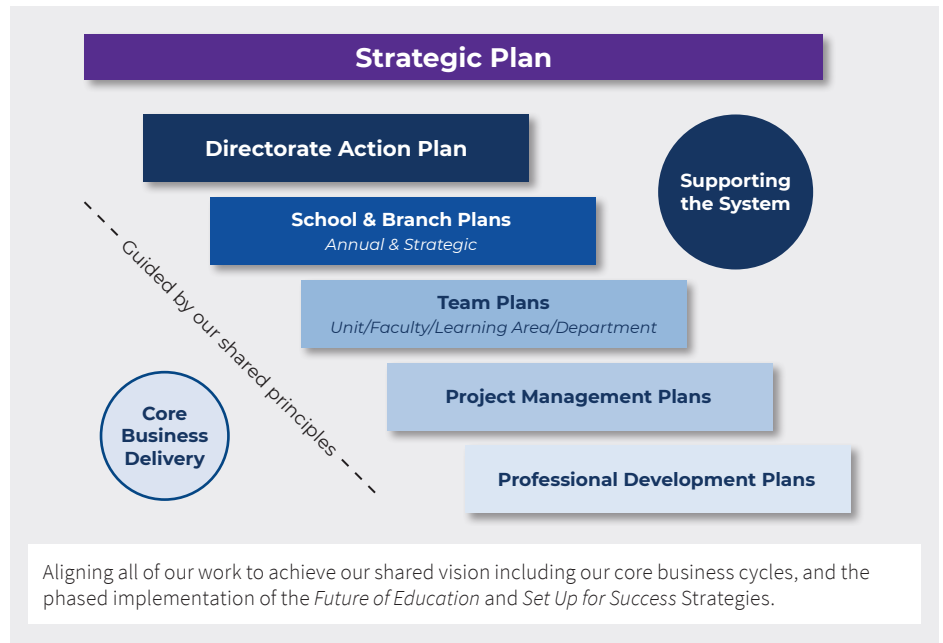 Strategic Plan
Directorate Action Plan
Supporting
the System
School & Branch Plans
Annual & Strategic
Guided by our shared principles
Team Plans
Unit/Faculty/Learning Area/Department
Project Management Plans
Core
Business
Delivery
Professional Development Plans
Aligning all of our work to achieve our shared vision including our core business cycles, and the
phased implementation of the Future of Education and Set Up for Success Strategies.